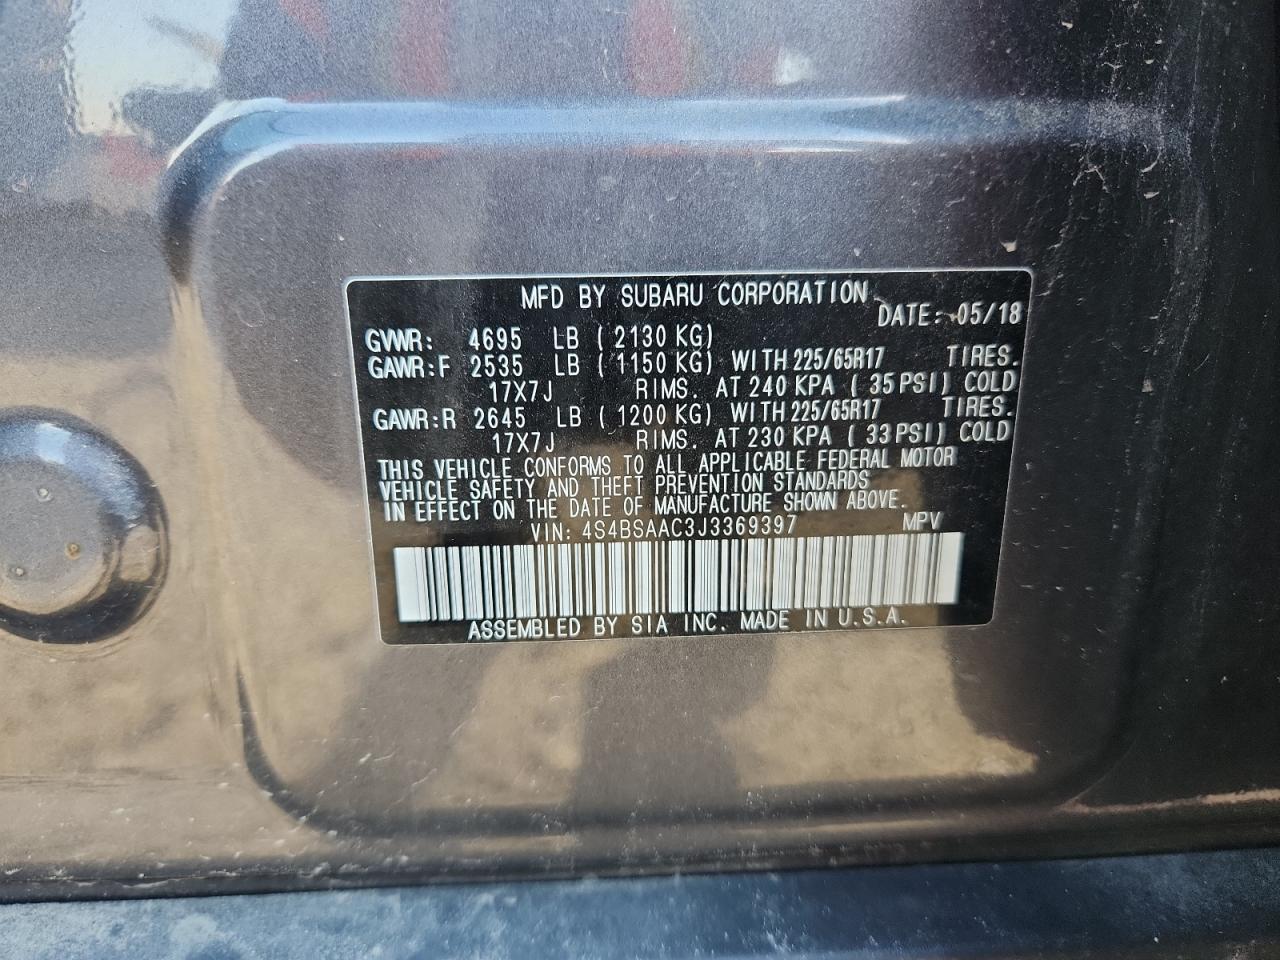 MFD BY SUBARU CORPORATION
DATE: 05/18
GVWR: 4695 LB ( 2130 KG)
GAWR:F 2535 LB ( 1150 KG) WITH 225/65R17 TIRES.
17X7J RIMS. AT 240 KPA ( 35 PSI) COLD
GAWR:R 2645 LB ( 1200 KG) WITH 225/65R17 TIRES.
17X7J RIMS. AT 230 KPA ( 33 PSI) COLD
THIS VEHICLE CONFORMS TO ALL APPLICABLE FEDERAL MOTOR
VEHICLE SAFETY AND THEFT PREVENTION STANDARDS
IN EFFECT ON THE DATE OF MANUFACTURE SHOWN ABOVE.
VIN: 4S4BSAAC3J3369397 MPV
ASSEMBLED BY SIA INC. MADE IN U.S.A.